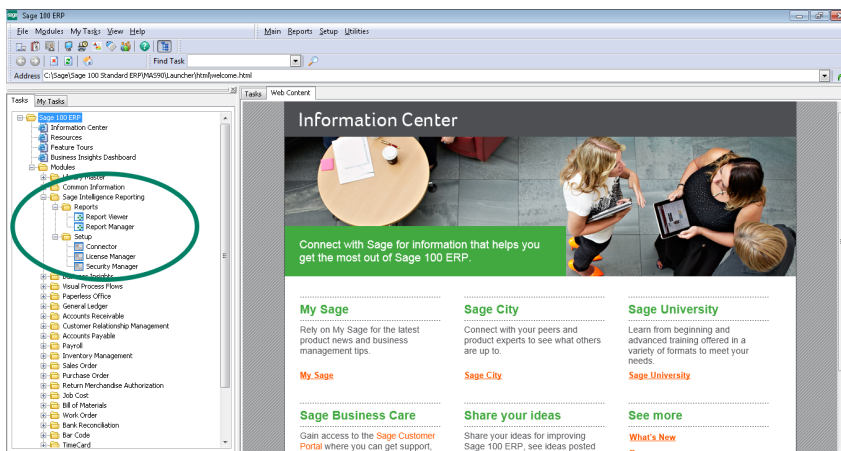 sage Sage 100 ERP
File Modules My Tasks View Help
Main Reports Setup Utilities
Find Task
Address C:\Sage\Sage 100 Standard ERP\MAS90\Launcher\html\welcome.html
Tasks My Tasks
Tasks Web Content
Sage 100 ERP
Information Center
Resources
Feature Tours
Business Insights Dashboard
Modules
Library Master
Common Information
Sage Intelligence Reporting
Reports
Report Viewer
Report Manager
Setup
Connector
License Manager
Security Manager
Business Insights
Visual Process Flows
Paperless Office
General Ledger
Accounts Receivable
Customer Relationship Management
Accounts Payable
Payroll
Inventory Management
Sales Order
Purchase Order
Return Merchandise Authorization
Job Cost
Bill of Materials
Work Order
Bank Reconciliation
Bar Code
TimeCard
Information Center
Connect with Sage for information that helps you
get the most out of Sage 100 ERP.
My Sage
Rely on My Sage for the latest
product news and business
management tips.
My Sage
Sage City
Connect with your peers and
product experts to see what others
are up to.
Sage City
Sage University
Learn from beginning and
advanced training offered in a
variety of formats to meet your
needs.
Sage University
Sage Business Care
Gain access to the Sage Customer
Portal where you can get support,
Share your ideas
Share your ideas for improving
Sage 100 ERP, see ideas posted
See more
What's New